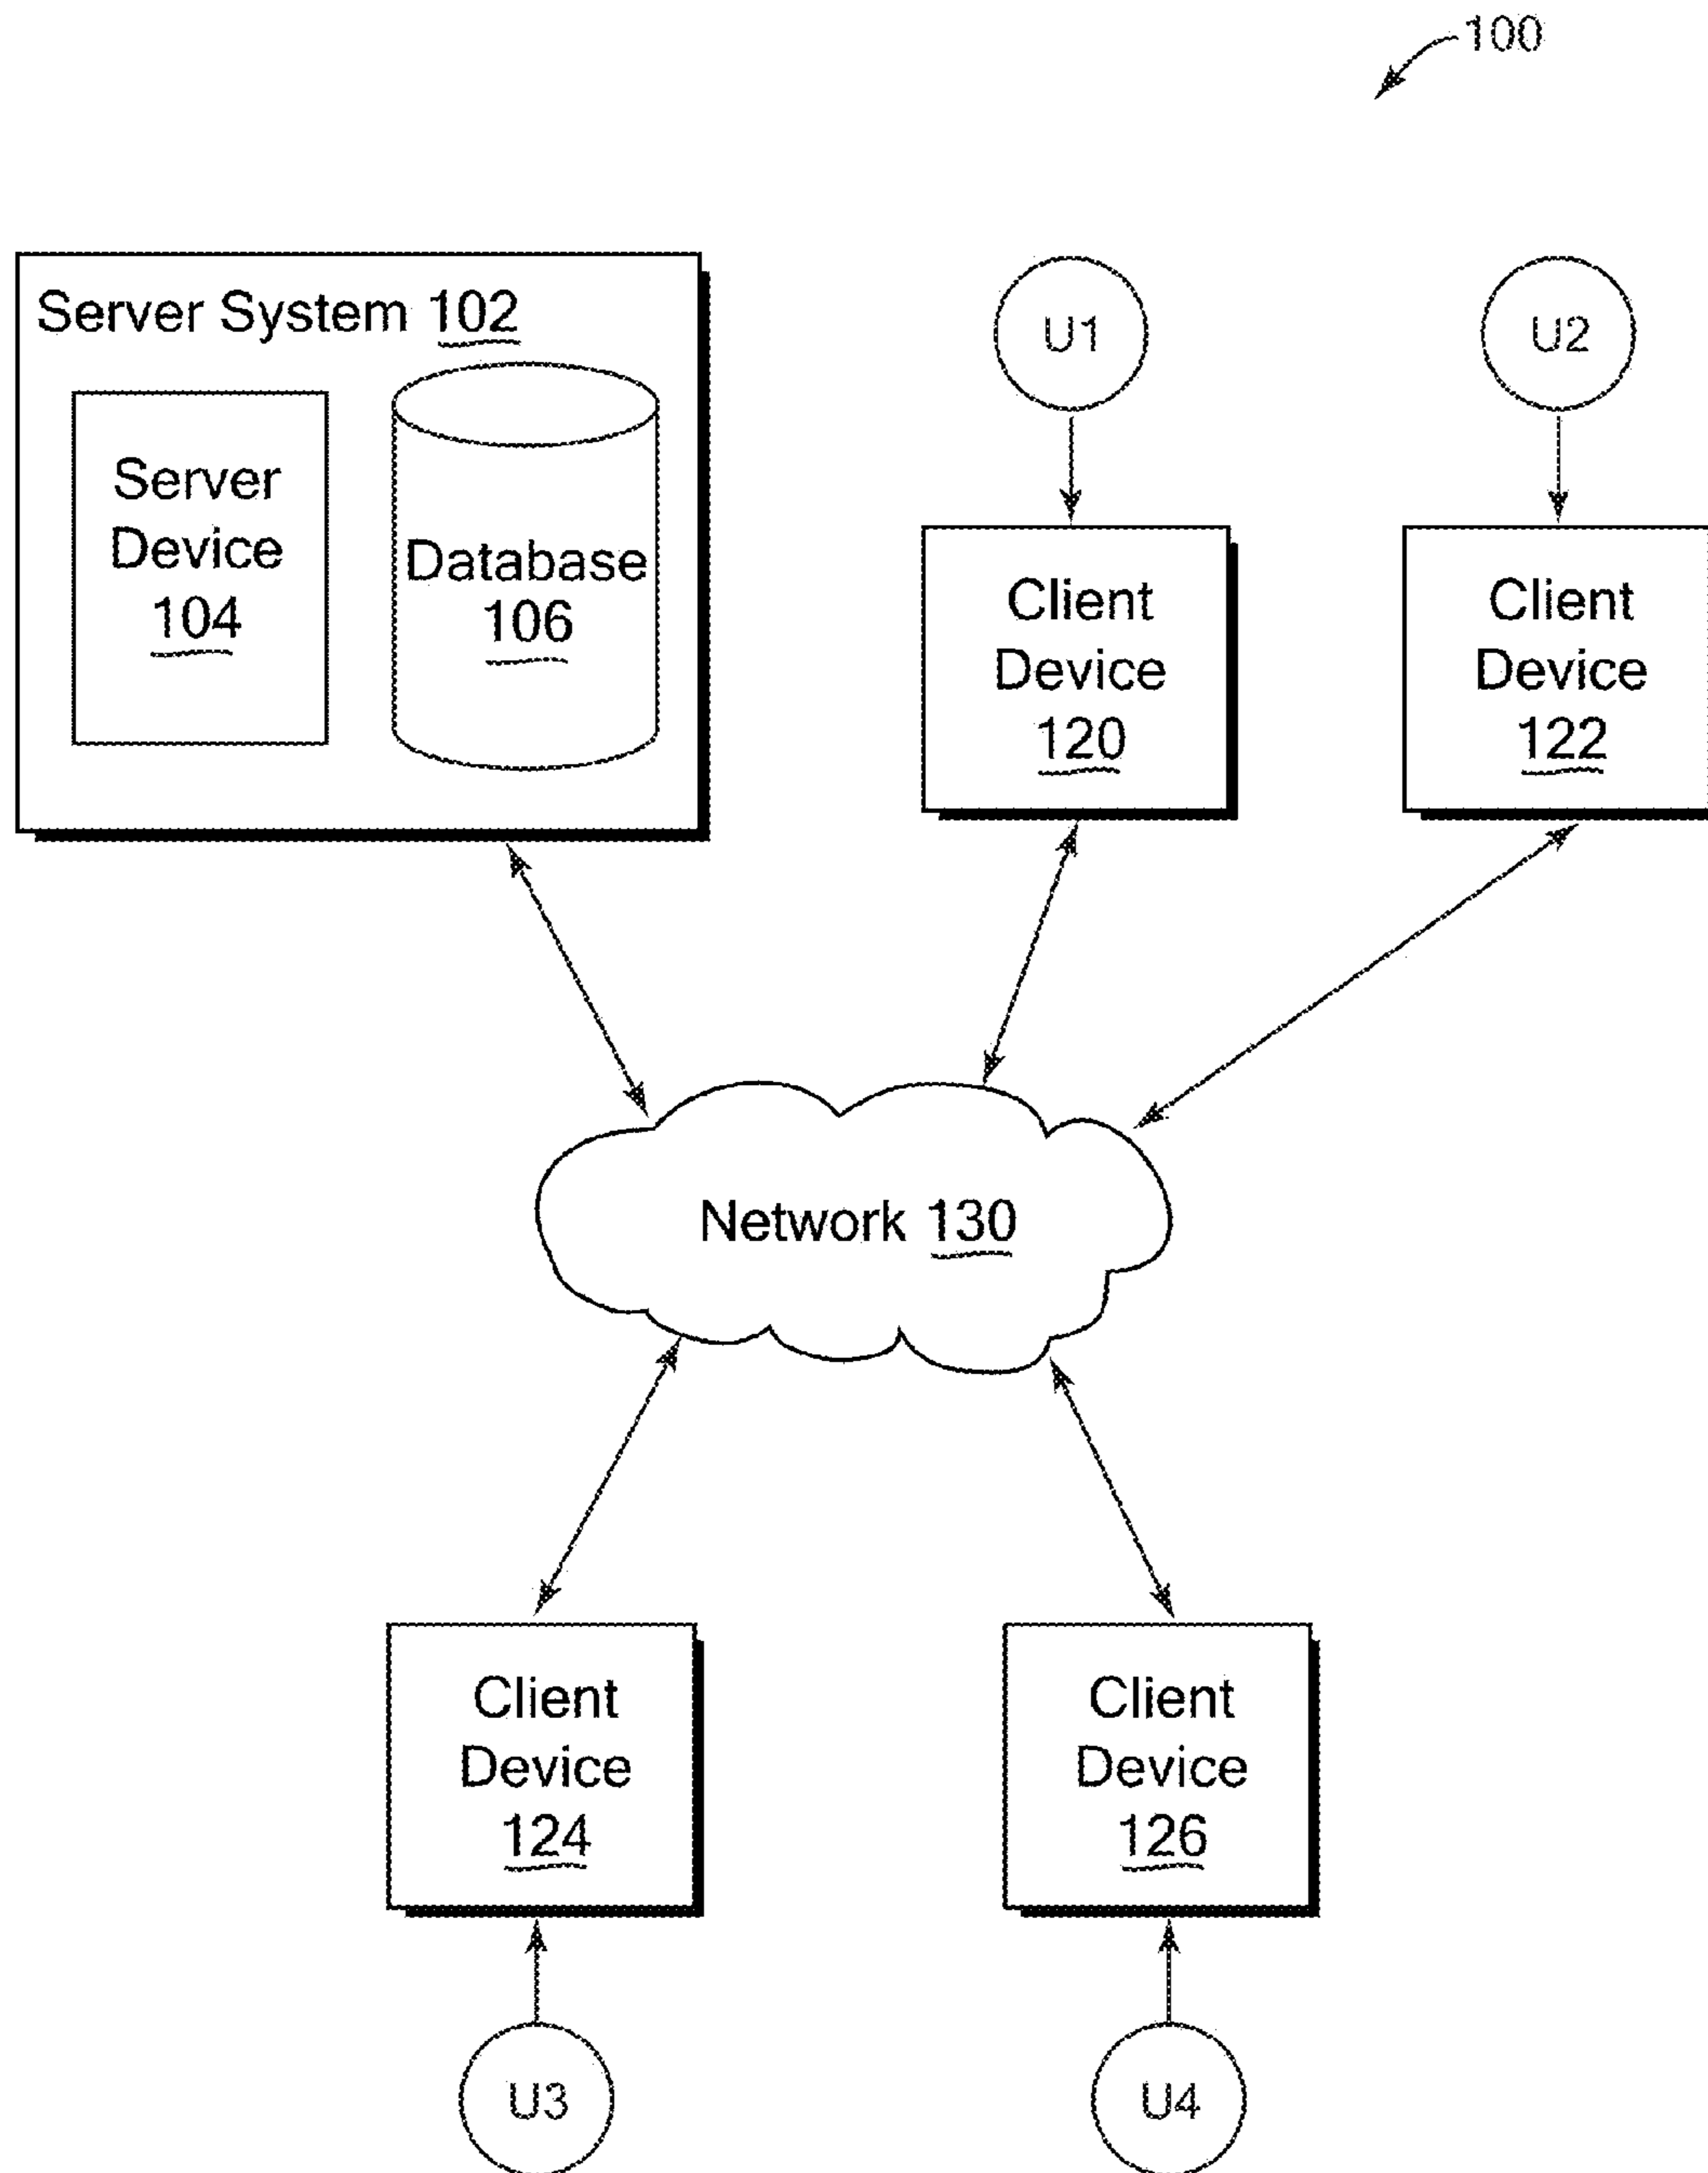 100
Server System 102
Server
Device
104
Database
106
U1
U2
Client
Device
120
Client
Device
122
Network 130
Client
Device
124
Client
Device
126
U3
U4